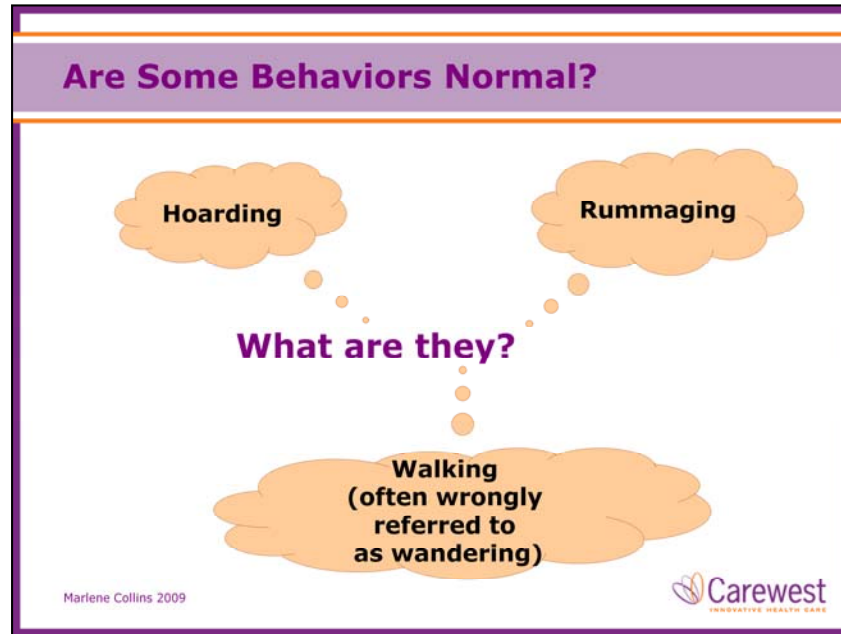 Are Some Behaviors Normal?
Hoarding
Rummaging
What are they?
Walking
(often wrongly
referred to
as wandering)
Marlene Collins 2009
Carewest
INNOVATIVE HEALTH CARE